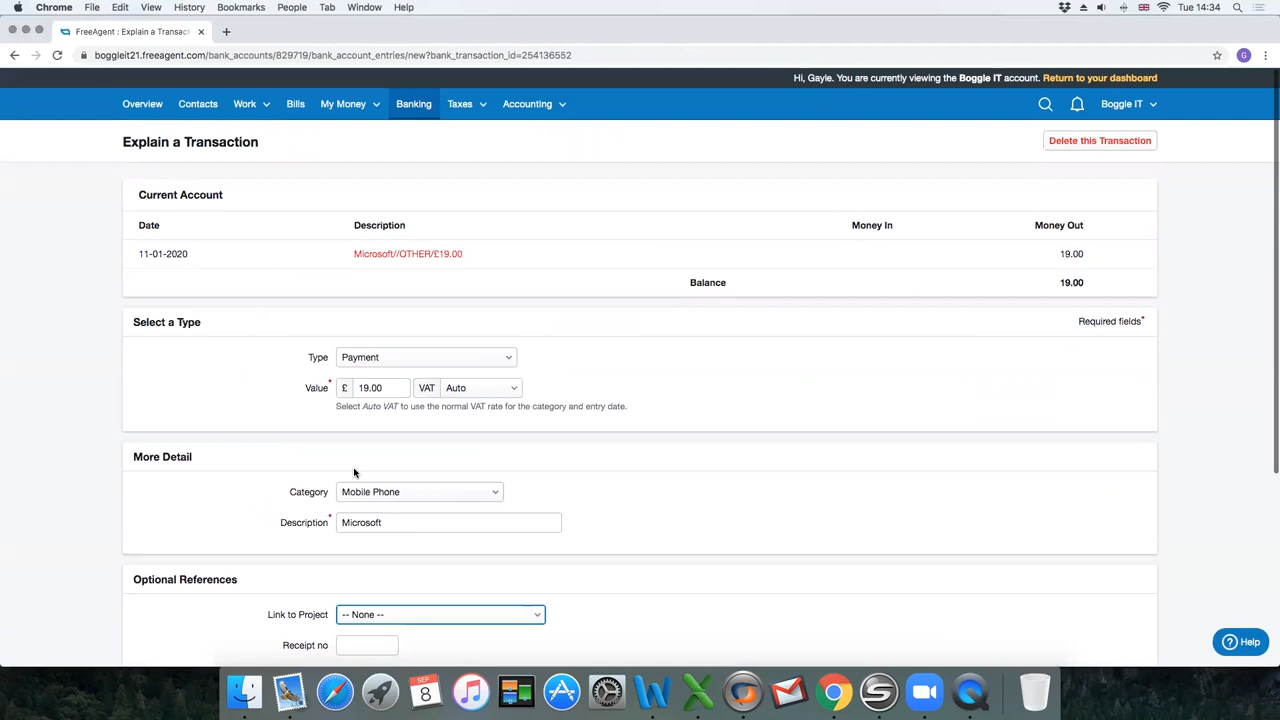 Chrome File Edit View History Bookmarks People Tab Window Help Tue 14:34
FreeAgent : Explain a Transact
boggleit21.freeagent.com/bank_accounts/829719/bank_account_entries/new?bank_transaction_id=254136552 G
Hi, Gayle. You are currently viewing the Boggle IT account. Return to your dashboard
Overview Contacts Work Bills My Money Banking Taxes Accounting Boggle IT
Explain a Transaction Delete this Transaction
Current Account
Date Description Money In Money Out
11-01-2020 Microsoft//OTHER/£19.00 19.00
Balance 19.00
Select a Type Required fields*
Type Payment
Value* £ 19.00 VAT Auto
Select Auto VAT to use the normal VAT rate for the category and entry date.
More Detail
Category Mobile Phone
Description* Microsoft
Optional References
Link to Project -- None --
Receipt no
Help
SEP
8